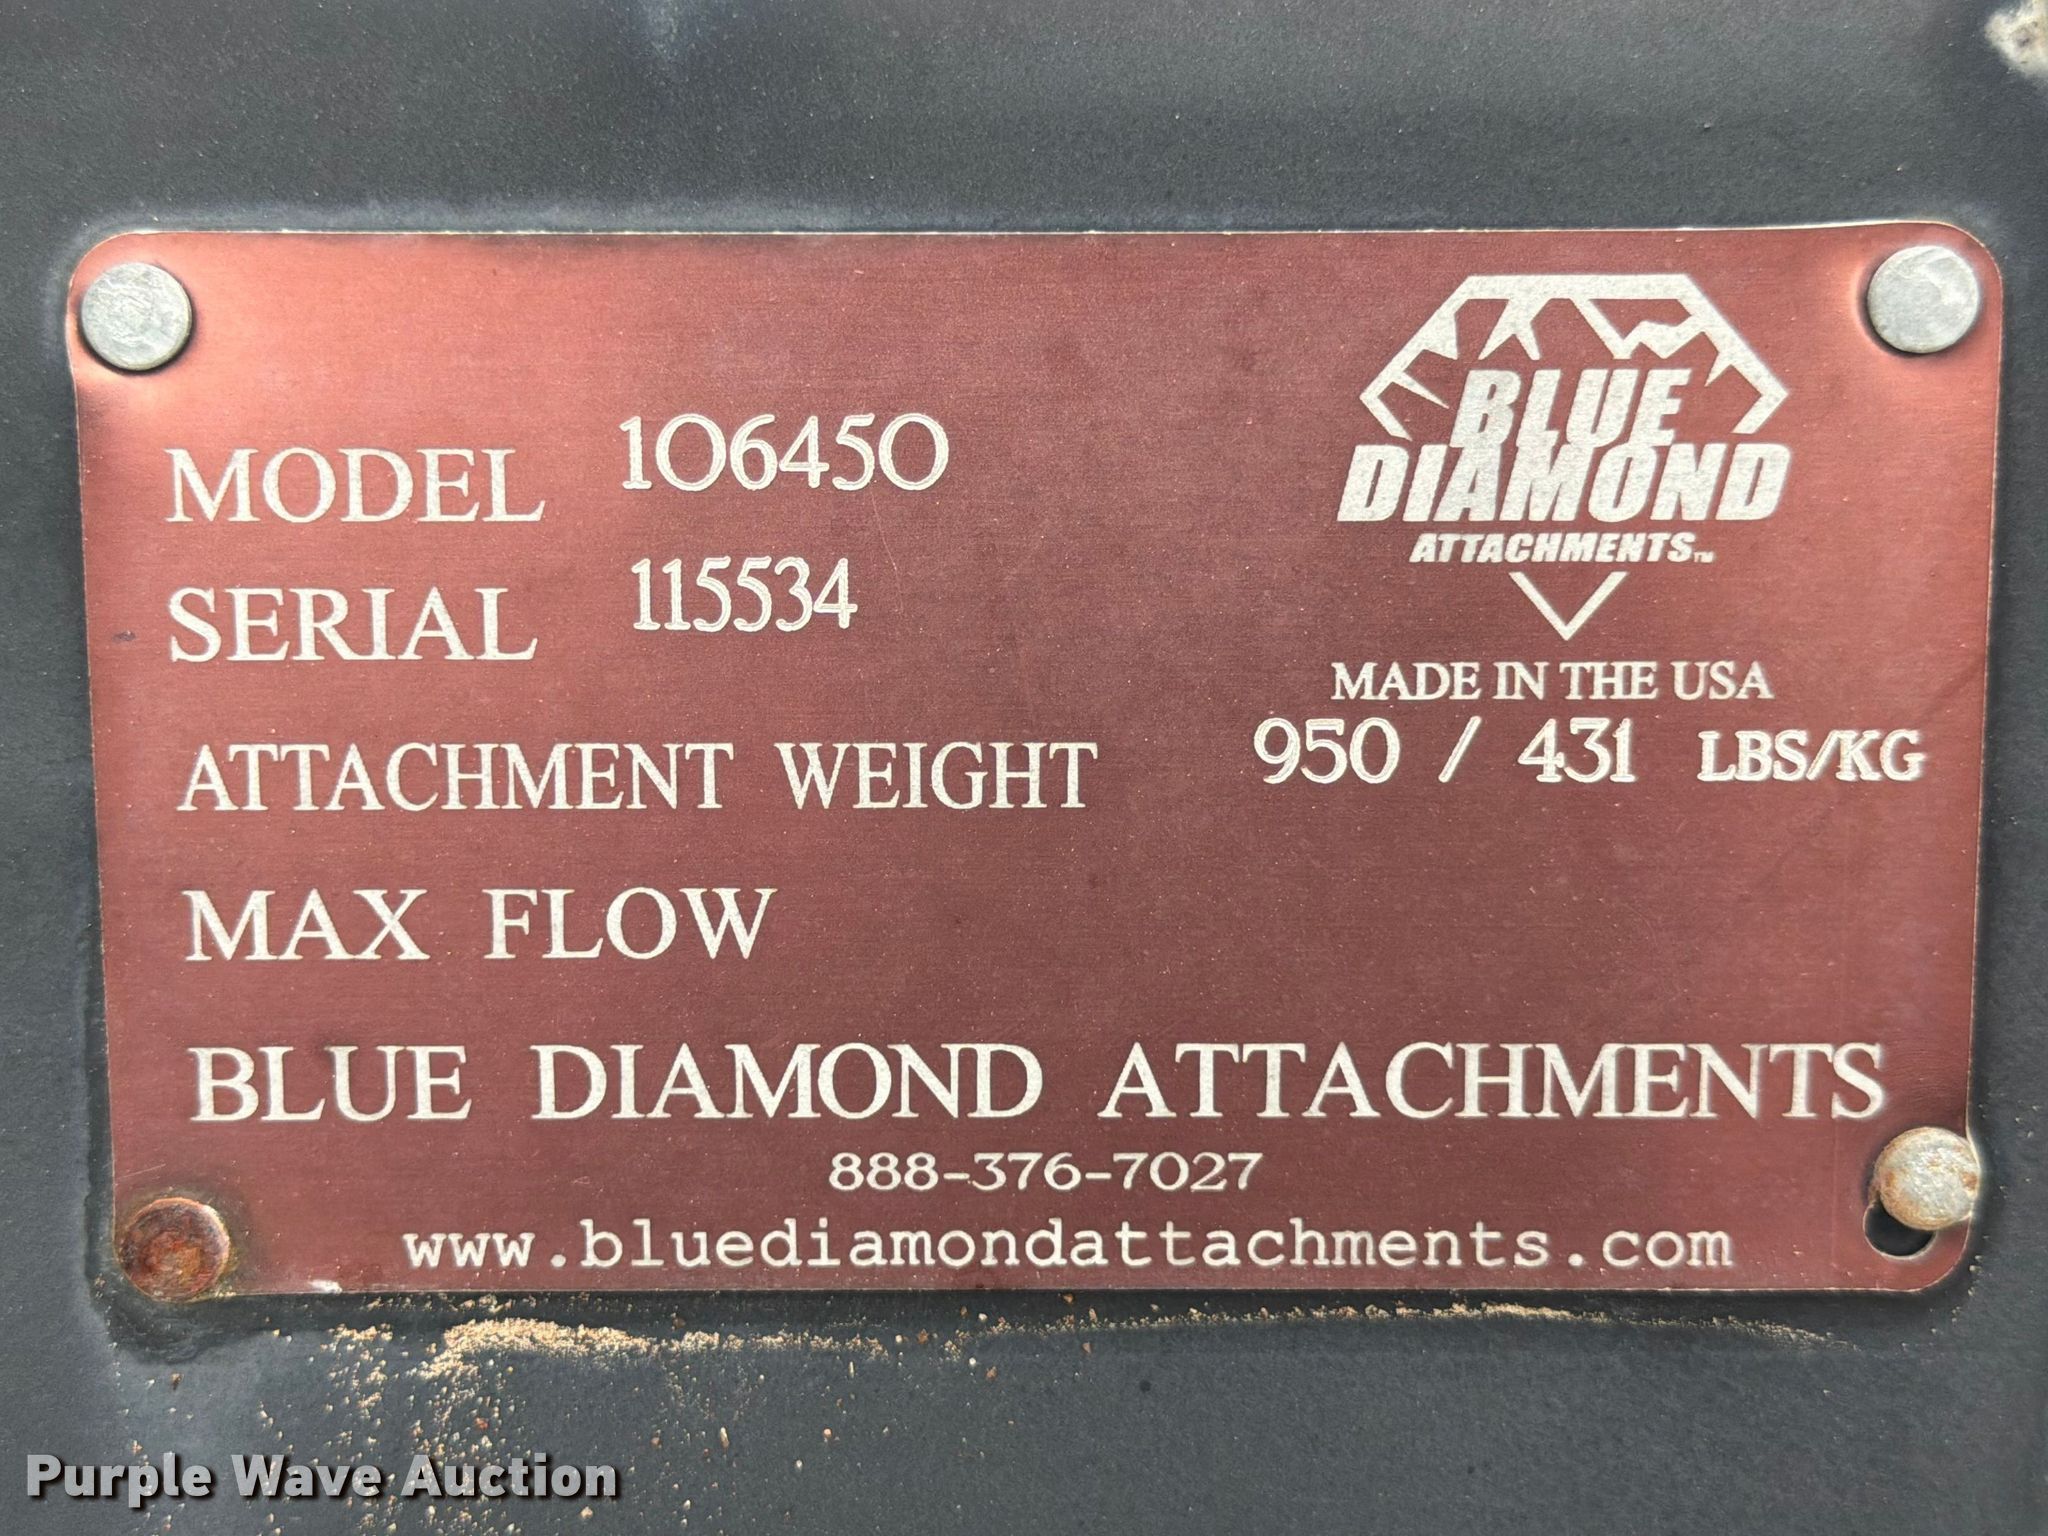 MODEL 106450
SERIAL 115534
BLUE
DIAMOND
ATTACHMENTS™
MADE IN THE USA
ATTACHMENT WEIGHT 950 / 431 LBS/KG
MAX FLOW
BLUE DIAMOND ATTACHMENTS
888-376-7027
www.bluediamondattachments.com
Purple Wave Auction